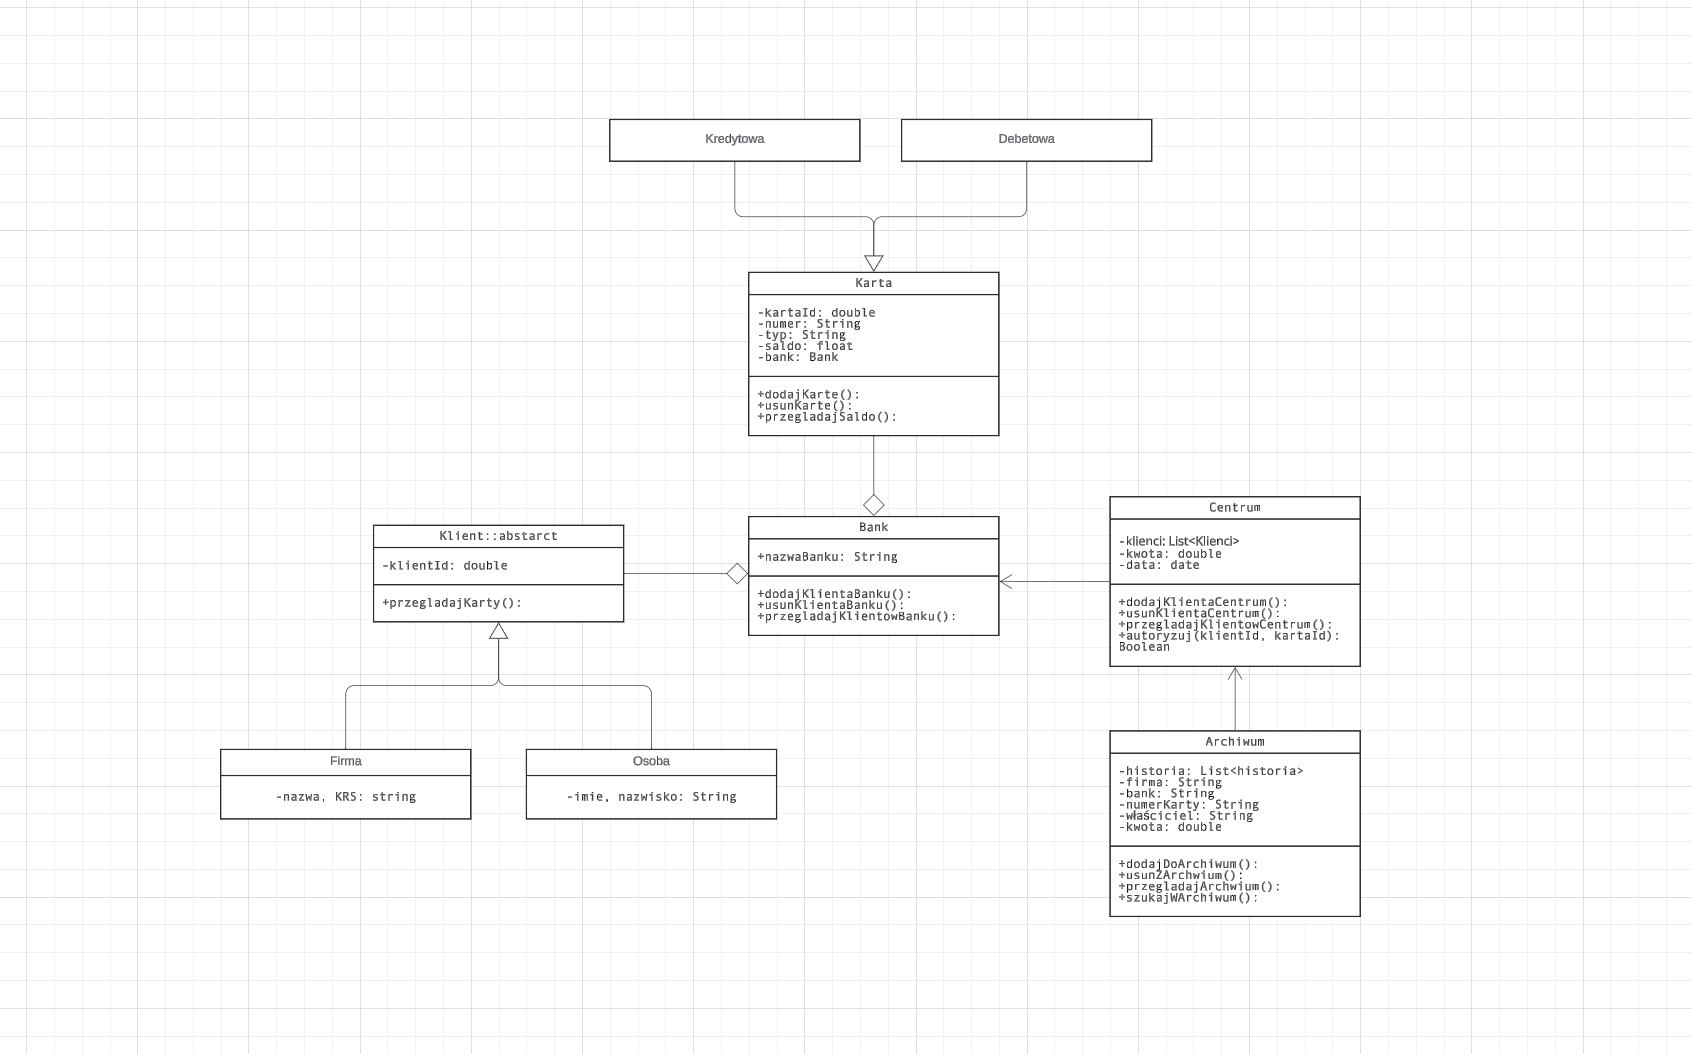 Kredytowa
Debetowa
Karta
-kartaId: double
-numer: String
-typ: String
-saldo: float
-bank: Bank
+dodajKarte():
+usunKarte():
+przegladajSaldo():
Klient::abstarct
-klientId: double
+przegladajKarty():
Bank
+nazwaBanku: String
+dodajKlientaBanku():
+usunKlientaBanku():
+przegladajKlientowBanku():
Centrum
-klienci: List<Klienci>
-kwota: double
-data: date
+dodajKlientaCentrum():
+usunKlientaCentrum():
+przegladajKlientowCentrum():
+autoryzuj(klientId, kartaId):
Boolean
Firma
-nazwa, KRS: string
Osoba
-imie, nazwisko: String
Archiwum
-historia: List<historia>
-firma: String
-bank: String
-numerKarty: String
-właściciel: String
-kwota: double
+dodajDoArchiwum():
+usunZArchwium():
+przegladajArchwium():
+szukajWArchiwum():